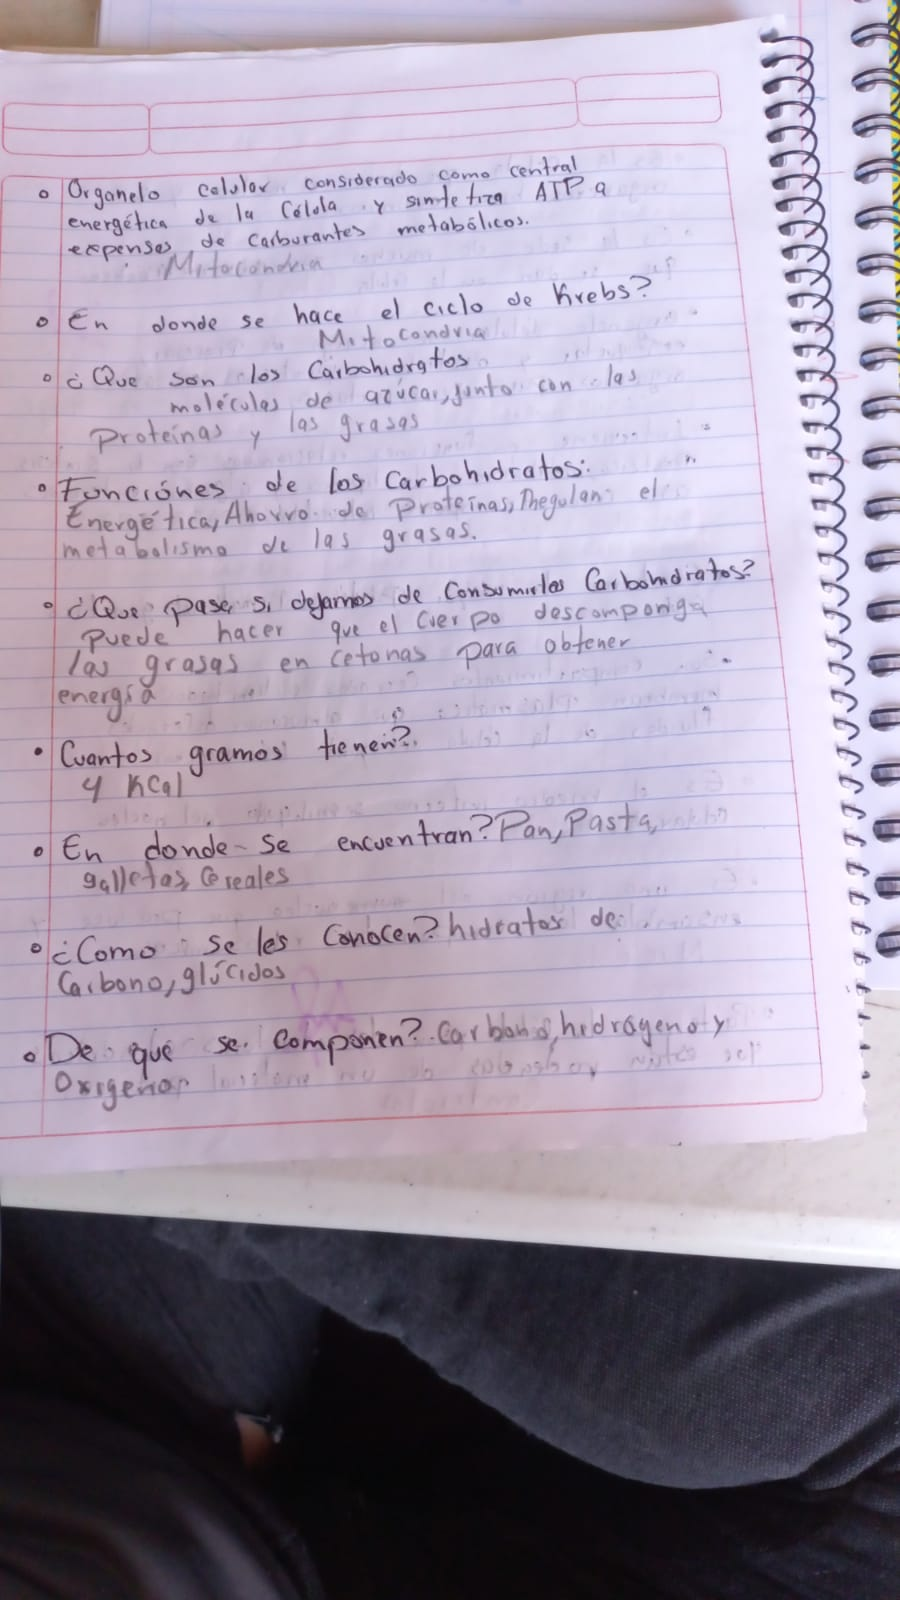 Organelo celular considerado como central
energética de la Célula y sintetiza ATP a
expensas de Carburantes metabólicos.
Mitocondria
En donde se hace el ciclo de Krebs?
Mitocondria
¿Que son los Carbohidratos
moléculas de azúcar, junto con las
Proteínas y las grasas
Funciónes de los Carbohidratos:
Energética, Ahorro de Proteínas, Regulan el
metabolismo de las grasas.
¿Que pasa si dejamos de Consumirlos Carbohidratos?
Puede hacer que el Cuerpo descomponga
las grasas en cetonas para obtener
energía
Cuantos gramos tienen?
4 KCal
En donde se encuentran? Pan, Pasta,
galletas, Cereales
¿Como se les Conocen? hidratos de
Carbono, glúcidos
De qué se Componen? Carbono, hidrógeno y
Oxigeno